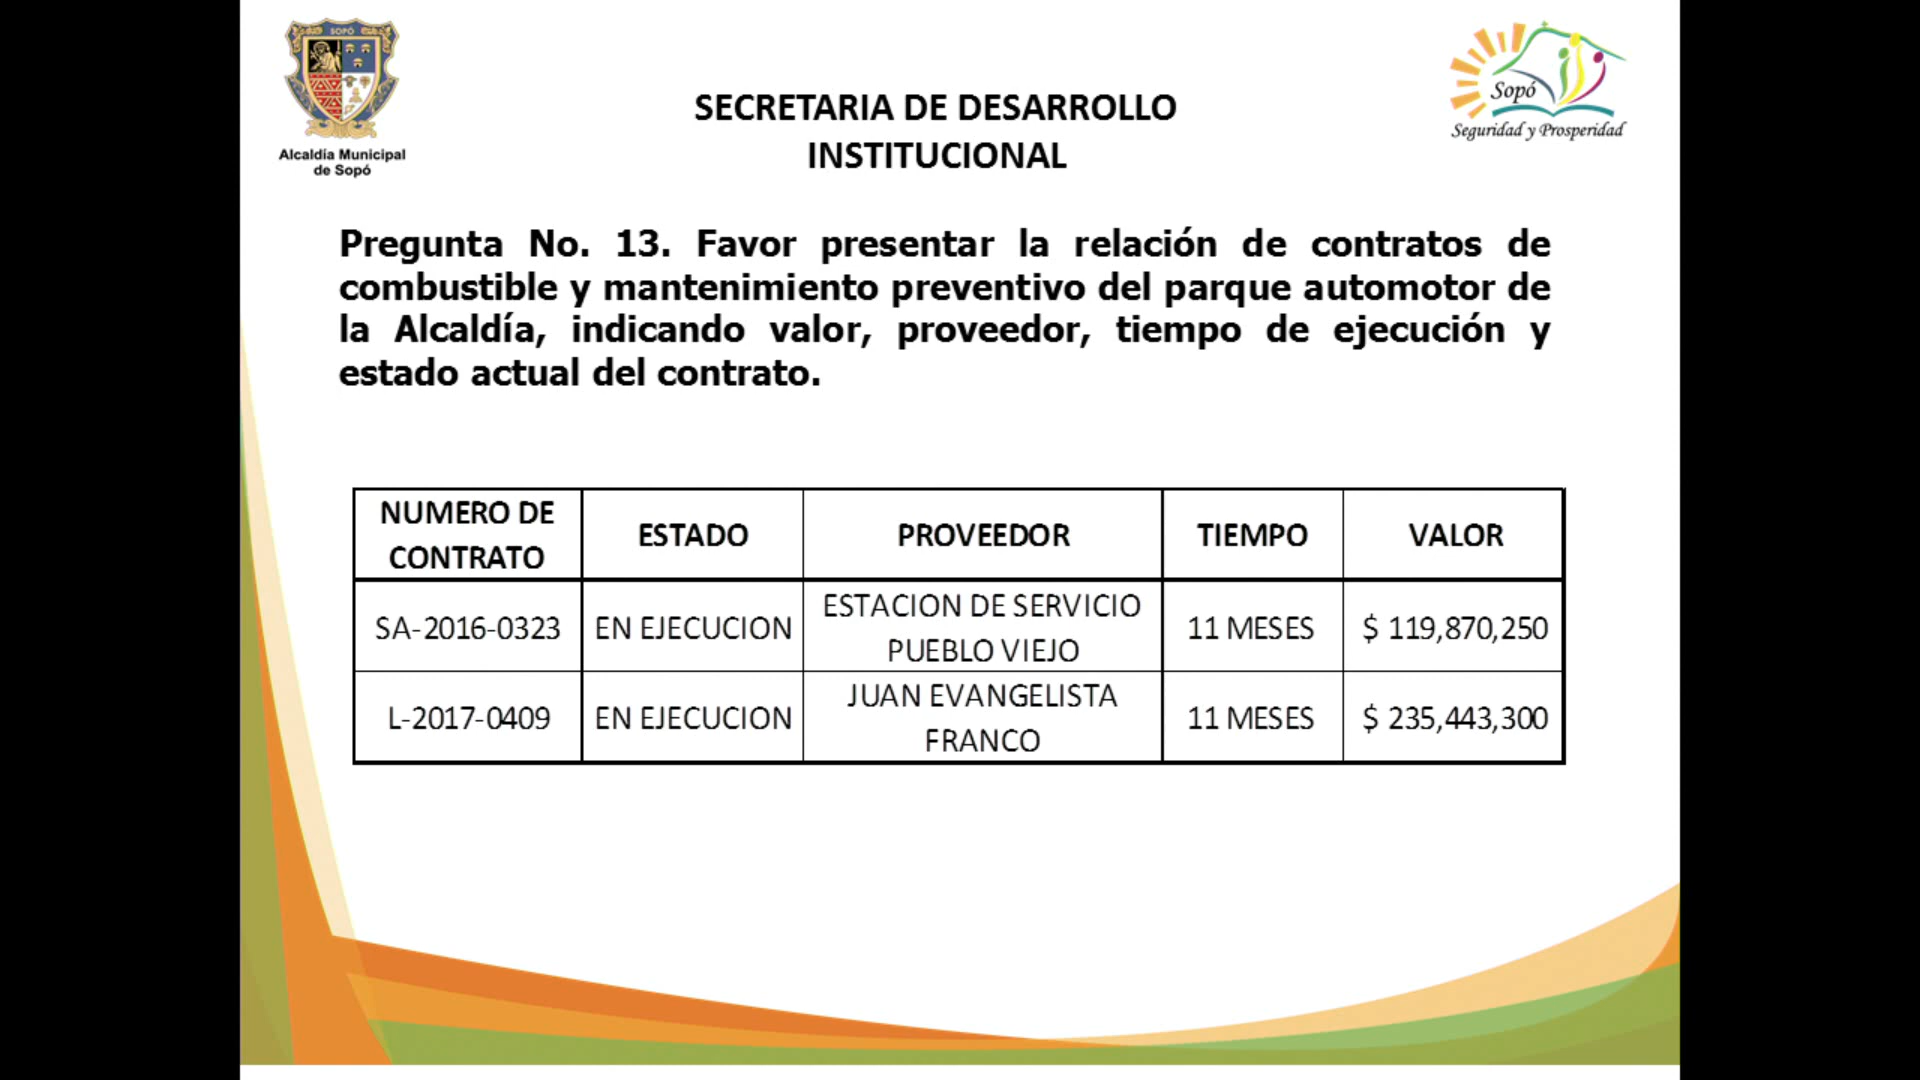 SOPÓ
Alcaldía Municipal
de Sopó
SECRETARIA DE DESARROLLO
INSTITUCIONAL
Sopó
Seguridad y Prosperidad
Pregunta No. 13. Favor presentar la relación de contratos de
combustible y mantenimiento preventivo del parque automotor de
la Alcaldía, indicando valor, proveedor, tiempo de ejecución y
estado actual del contrato.
NUMERO DE
CONTRATO
ESTADO
PROVEEDOR
TIEMPO
VALOR
SA-2016-0323
EN EJECUCION
ESTACION DE SERVICIO
PUEBLO VIEJO
11 MESES
$ 119,870,250
L-2017-0409
EN EJECUCION
JUAN EVANGELISTA
FRANCO
11 MESES
$ 235,443,300